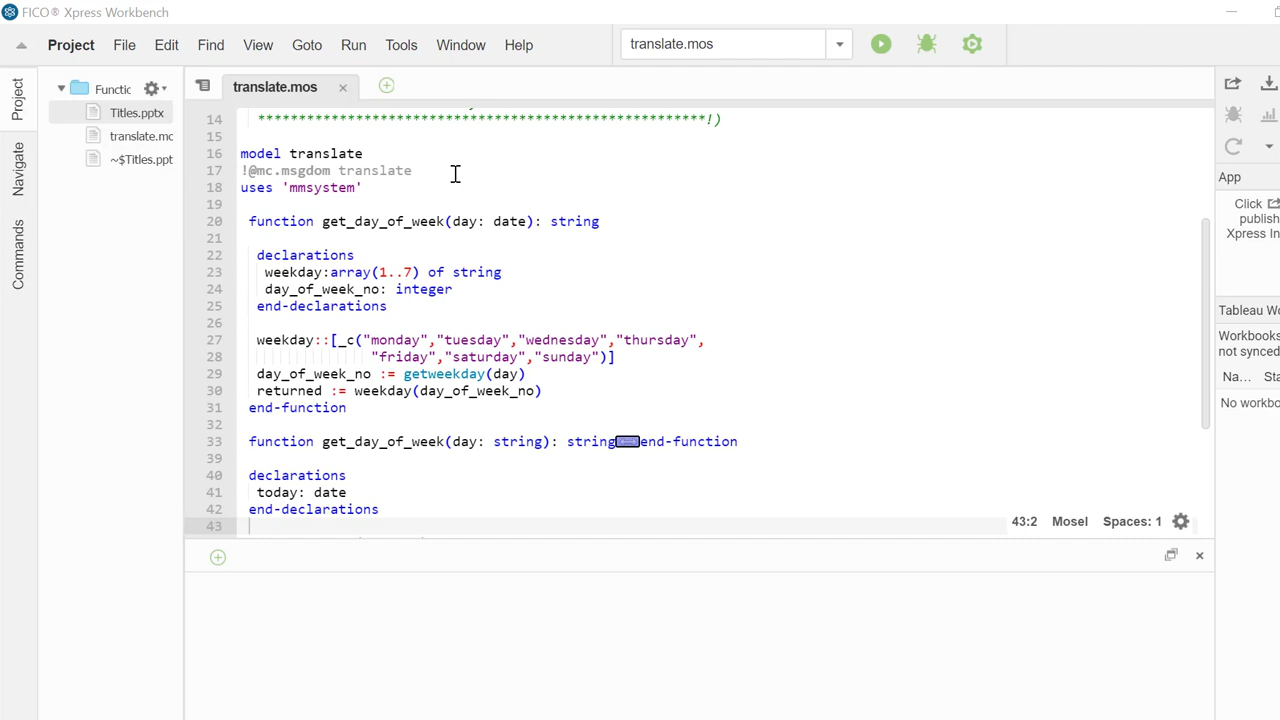 FICO® Xpress Workbench
Project File Edit Find View Goto Run Tools Window Help
translate.mos
Project
Navigate
Commands
Functic
Titles.pptx
translate.mc
~$Titles.ppt
translate.mos
14 *******************************************************!)
15
16 model translate
17 !@mc.msgdom translate
18 uses 'mmsystem'
19
20 function get_day_of_week(day: date): string
21
22 declarations
23 weekday:array(1..7) of string
24 day_of_week_no: integer
25 end-declarations
26
27 weekday::[_c("monday","tuesday","wednesday","thursday",
28 "friday","saturday","sunday")]
29 day_of_week_no := getweekday(day)
30 returned := weekday(day_of_week_no)
31 end-function
32
33 function get_day_of_week(day: string): string end-function
39
40 declarations
41 today: date
42 end-declarations
43
43:2 Mosel Spaces: 1
App
Click
publish
Xpress In
Tableau Wo
Workbooks
not synced
Na... Sta
No workbo